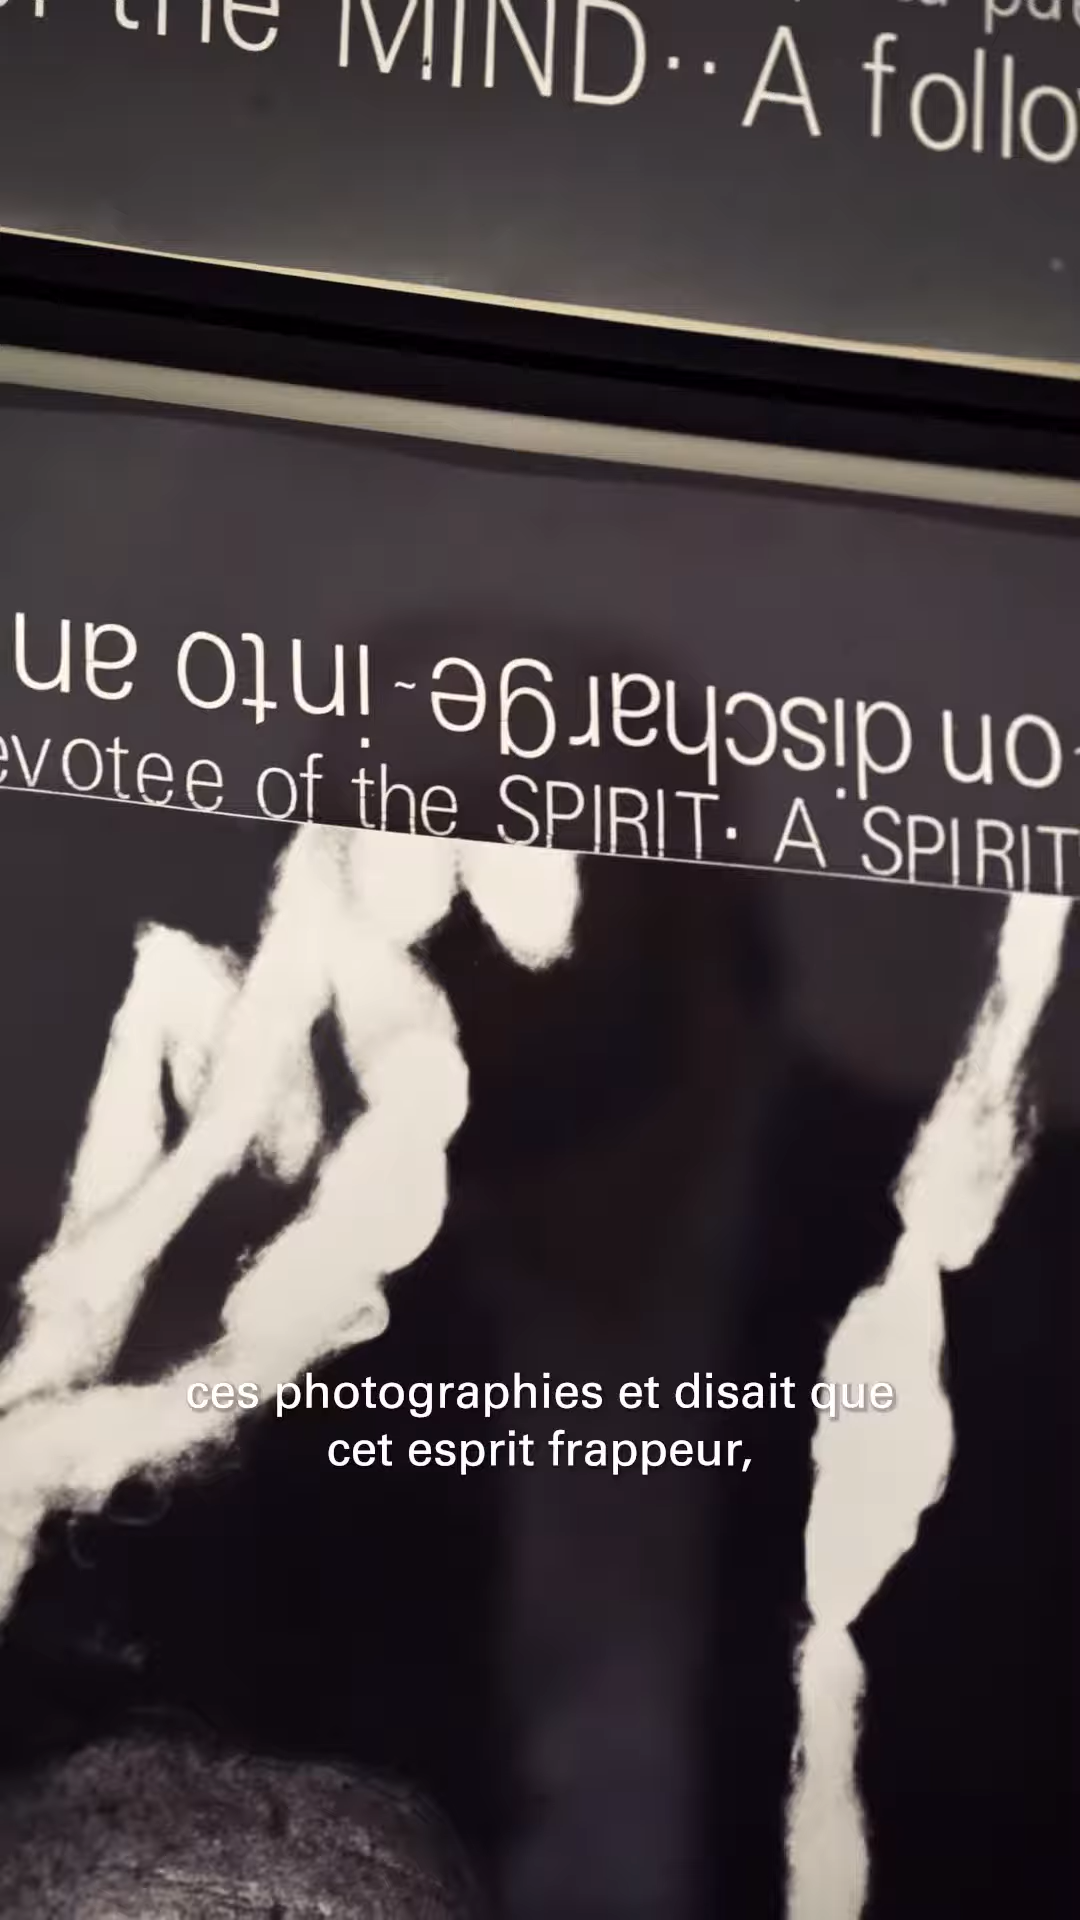 the MIND·· A follo
on discharge~ into an
evotee of the SPIRIT· A SPIRIT
ces photographies et disait que
cet esprit frappeur,